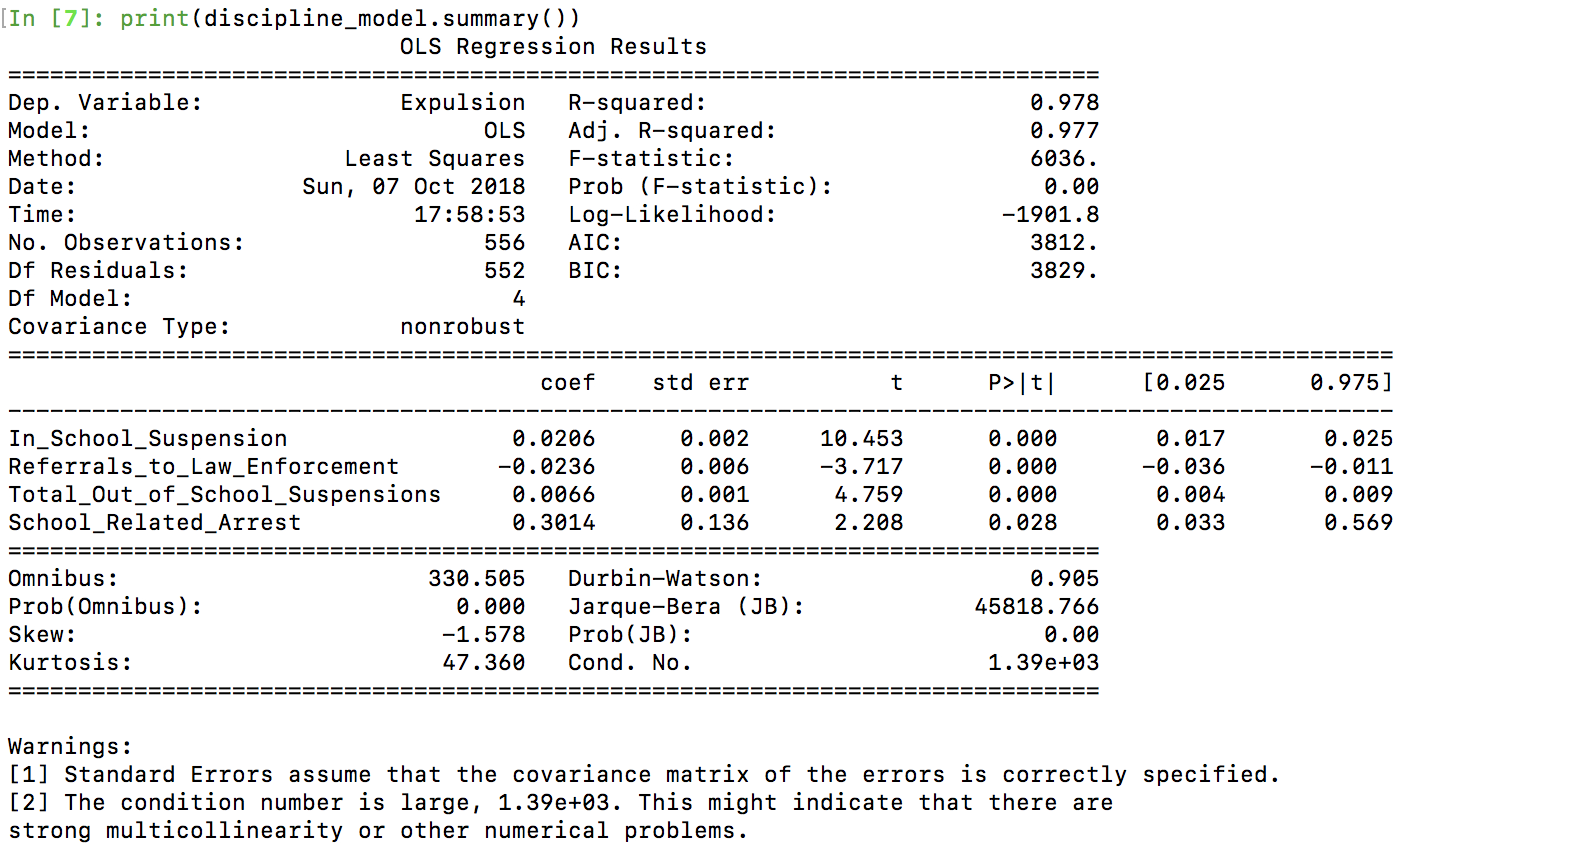 [In [7]: print(discipline_model.summary())
                            OLS Regression Results
==============================================================================
Dep. Variable:              Expulsion   R-squared:                       0.978
Model:                            OLS   Adj. R-squared:                  0.977
Method:                 Least Squares   F-statistic:                     6036.
Date:                Sun, 07 Oct 2018   Prob (F-statistic):               0.00
Time:                        17:58:53   Log-Likelihood:                -1901.8
No. Observations:                 556   AIC:                             3812.
Df Residuals:                     552   BIC:                             3829.
Df Model:                           4
Covariance Type:            nonrobust
===================================================================================================
                                      coef    std err          t      P>|t|      [0.025      0.975]
---------------------------------------------------------------------------------------------------
In_School_Suspension                0.0206      0.002     10.453      0.000       0.017       0.025
Referrals_to_Law_Enforcement       -0.0236      0.006     -3.717      0.000      -0.036      -0.011
Total_Out_of_School_Suspensions     0.0066      0.001      4.759      0.000       0.004       0.009
School_Related_Arrest               0.3014      0.136      2.208      0.028       0.033       0.569
==============================================================================
Omnibus:                      330.505   Durbin-Watson:                   0.905
Prob(Omnibus):                  0.000   Jarque-Bera (JB):            45818.766
Skew:                          -1.578   Prob(JB):                         0.00
Kurtosis:                      47.360   Cond. No.                     1.39e+03
==============================================================================

Warnings:
[1] Standard Errors assume that the covariance matrix of the errors is correctly specified.
[2] The condition number is large, 1.39e+03. This might indicate that there are
strong multicollinearity or other numerical problems.